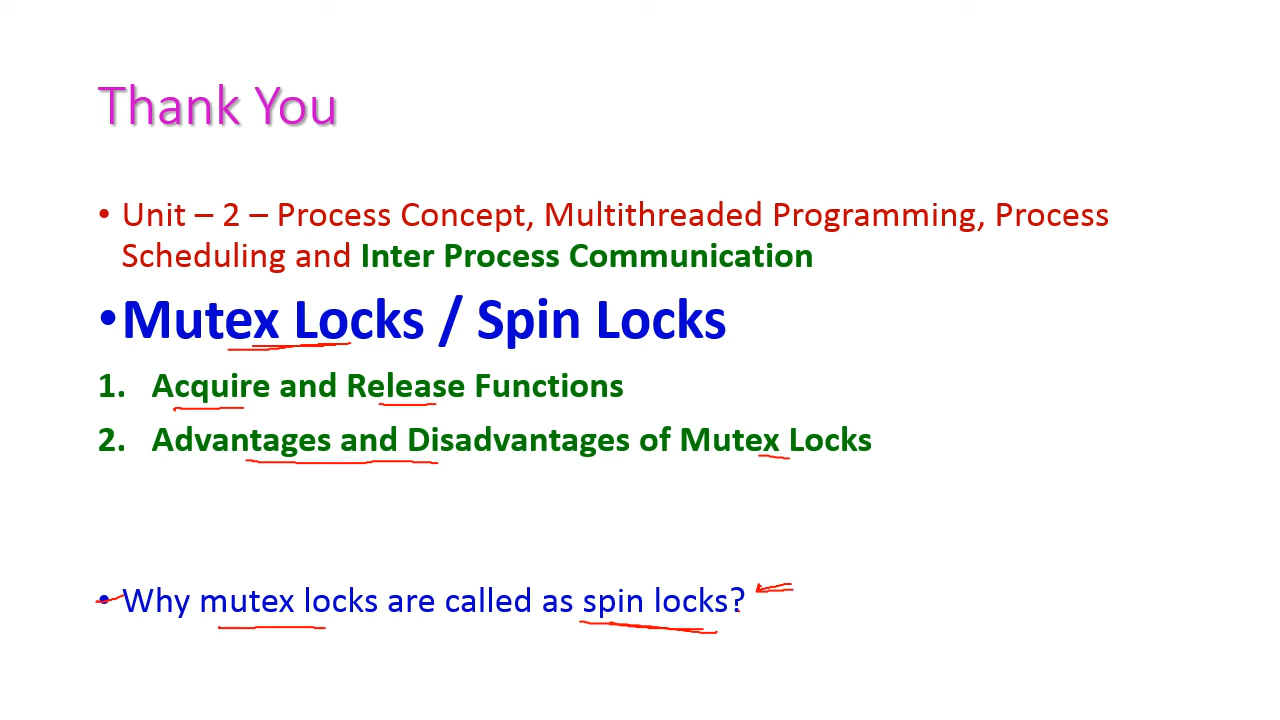 Thank You
• Unit – 2 – Process Concept, Multithreaded Programming, Process
Scheduling and Inter Process Communication
•Mutex Locks / Spin Locks
1. Acquire and Release Functions
2. Advantages and Disadvantages of Mutex Locks
• Why mutex locks are called as spin locks?